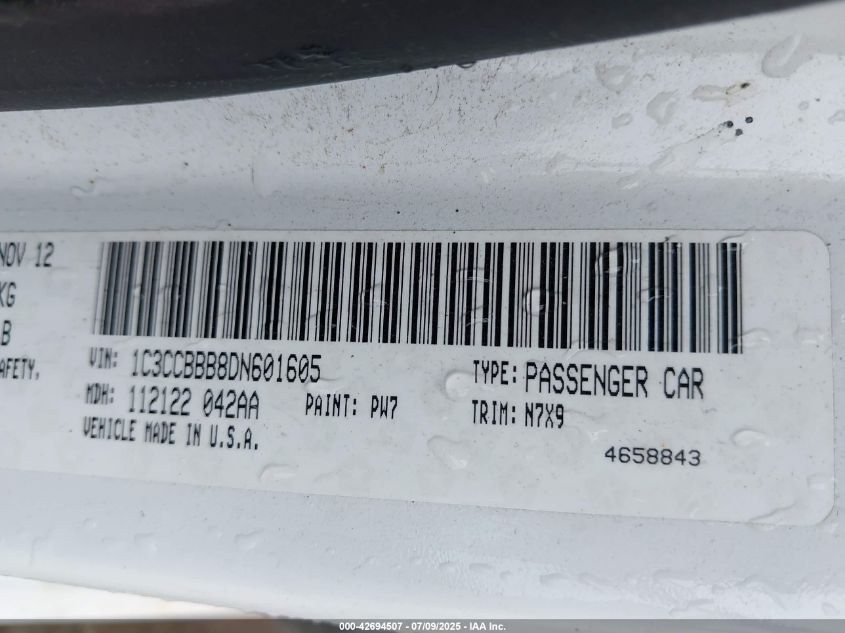 NOV 12
KG
LB
AFETY,
VIN: 1C3CCBBB8DN601605
TYPE: PASSENGER CAR
MDH: 112122 042AA
PAINT: PW7
TRIM: N7X9
VEHICLE MADE IN U.S.A.
4658843
000-42694507 / 07/09/2025 - IAA Inc.